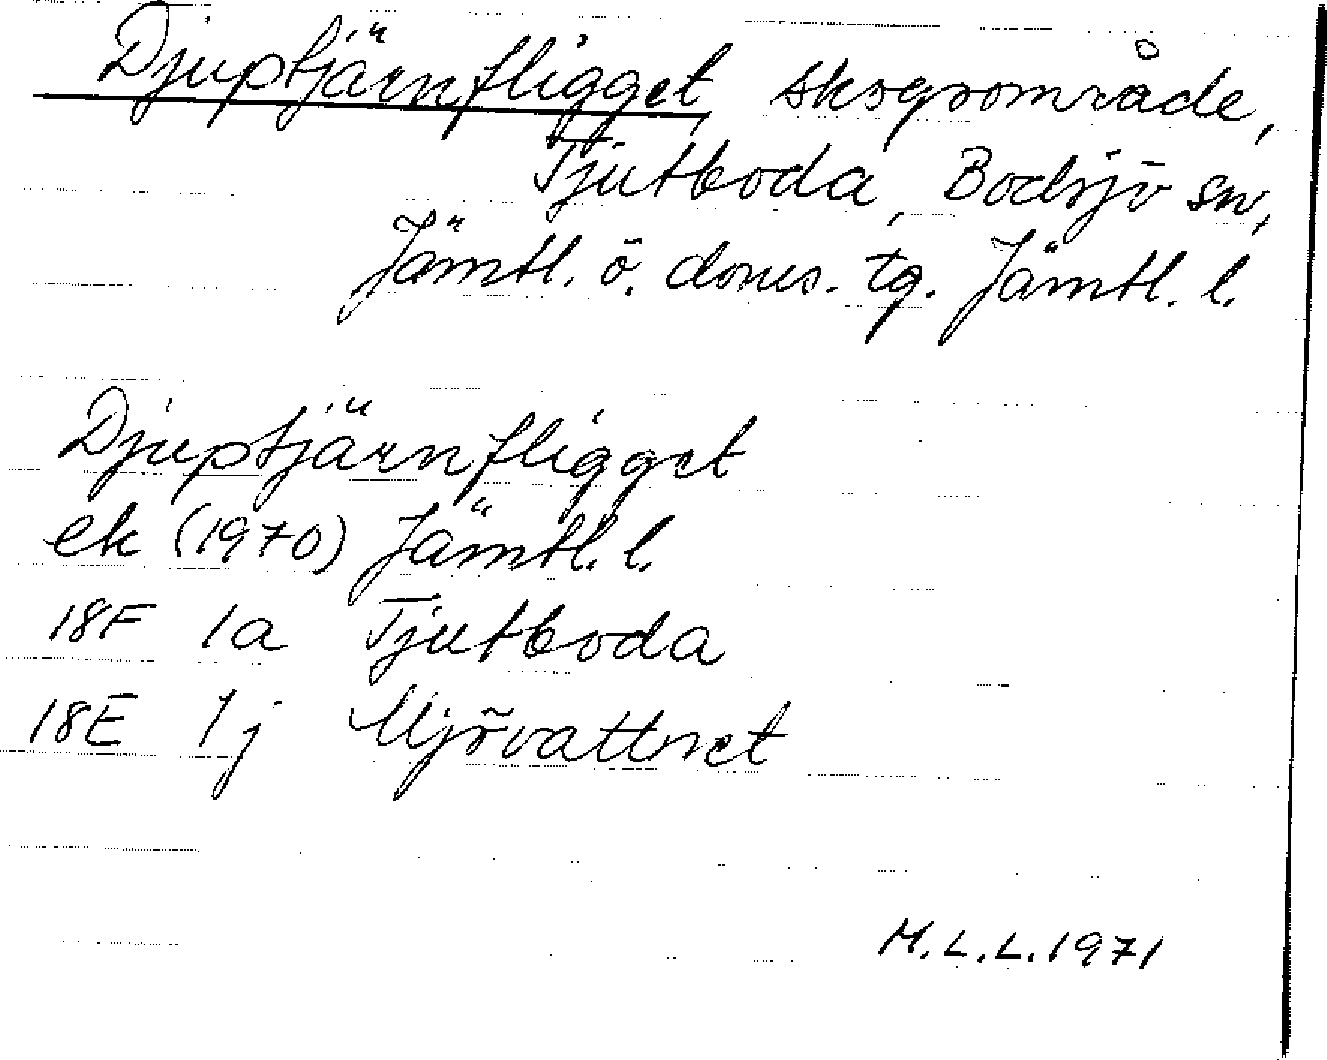 Djuptjärnfligget, skogsområde,
Tjutboda, Bodsjö sn,
Jämtl. ö. doms. tg. Jämtl. l.
Djuptjärnfligget
ek (1970) Jämtl. l.
18F 1a Tjutboda
18E 1j Mjövattnet
M.L.L. 1971